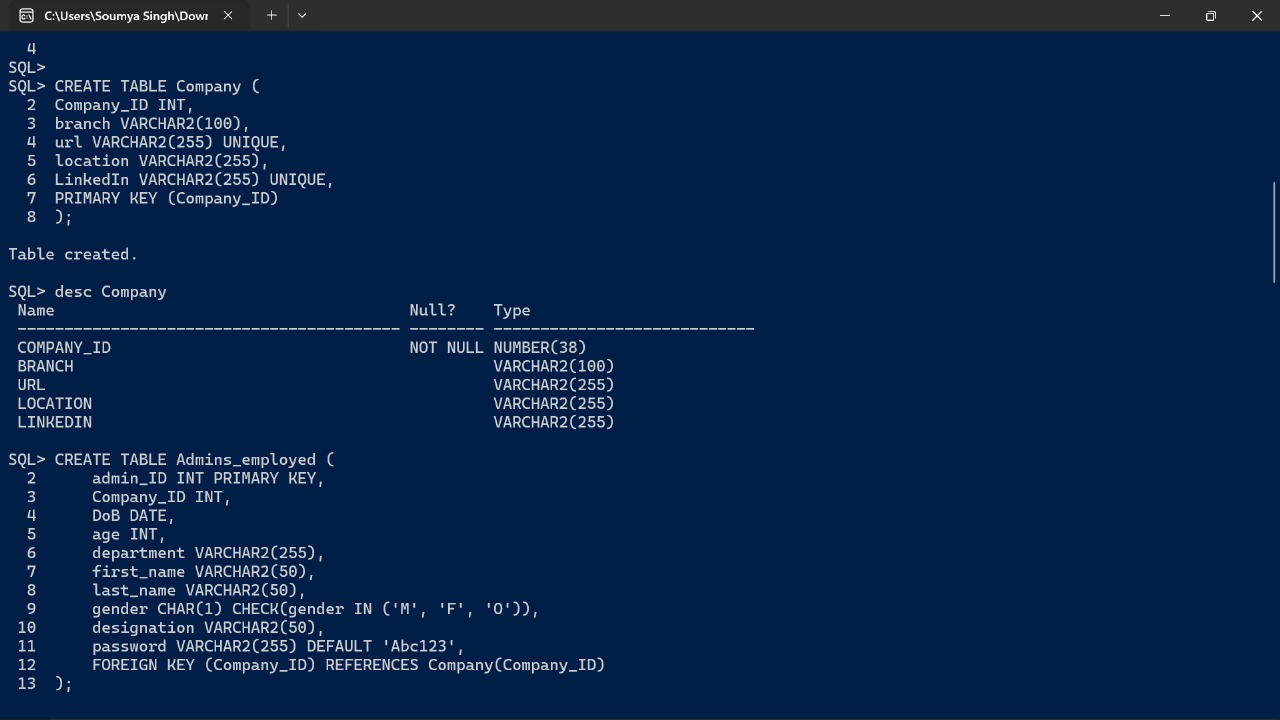 C:\Users\Soumya Singh\Dowr
4
SQL>
SQL> CREATE TABLE Company (
  2  Company_ID INT,
  3  branch VARCHAR2(100),
  4  url VARCHAR2(255) UNIQUE,
  5  location VARCHAR2(255),
  6  LinkedIn VARCHAR2(255) UNIQUE,
  7  PRIMARY KEY (Company_ID)
  8  );
Table created.
SQL> desc Company
 Name                                      Null?    Type
 ----------------------------------------- -------- ----------------------------
 COMPANY_ID                                NOT NULL NUMBER(38)
 BRANCH                                             VARCHAR2(100)
 URL                                                VARCHAR2(255)
 LOCATION                                           VARCHAR2(255)
 LINKEDIN                                           VARCHAR2(255)
SQL> CREATE TABLE Admins_employed (
  2      admin_ID INT PRIMARY KEY,
  3      Company_ID INT,
  4      DoB DATE,
  5      age INT,
  6      department VARCHAR2(255),
  7      first_name VARCHAR2(50),
  8      last_name VARCHAR2(50),
  9      gender CHAR(1) CHECK(gender IN ('M', 'F', 'O')),
 10      designation VARCHAR2(50),
 11      password VARCHAR2(255) DEFAULT 'Abc123',
 12      FOREIGN KEY (Company_ID) REFERENCES Company(Company_ID)
 13  );